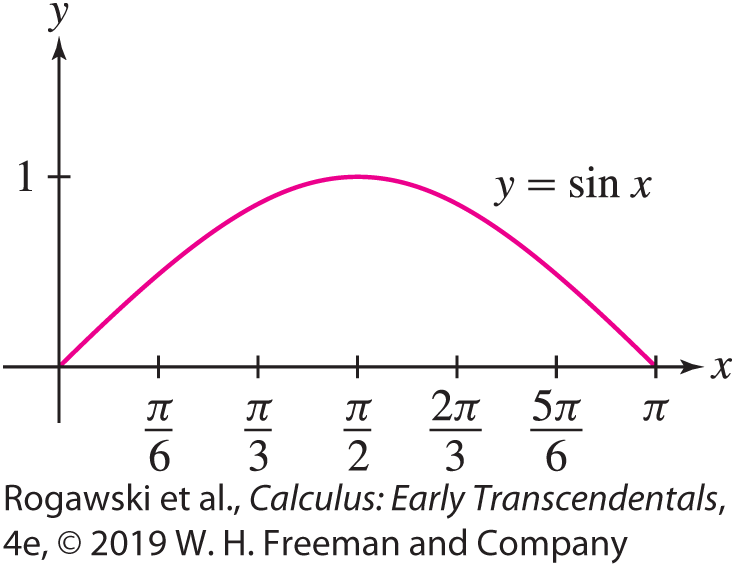 y
1
y = sin x
x
π/6 π/3 π/2 2π/3 5π/6 π
Rogawski et al., Calculus: Early Transcendentals,
4e, © 2019 W. H. Freeman and Company